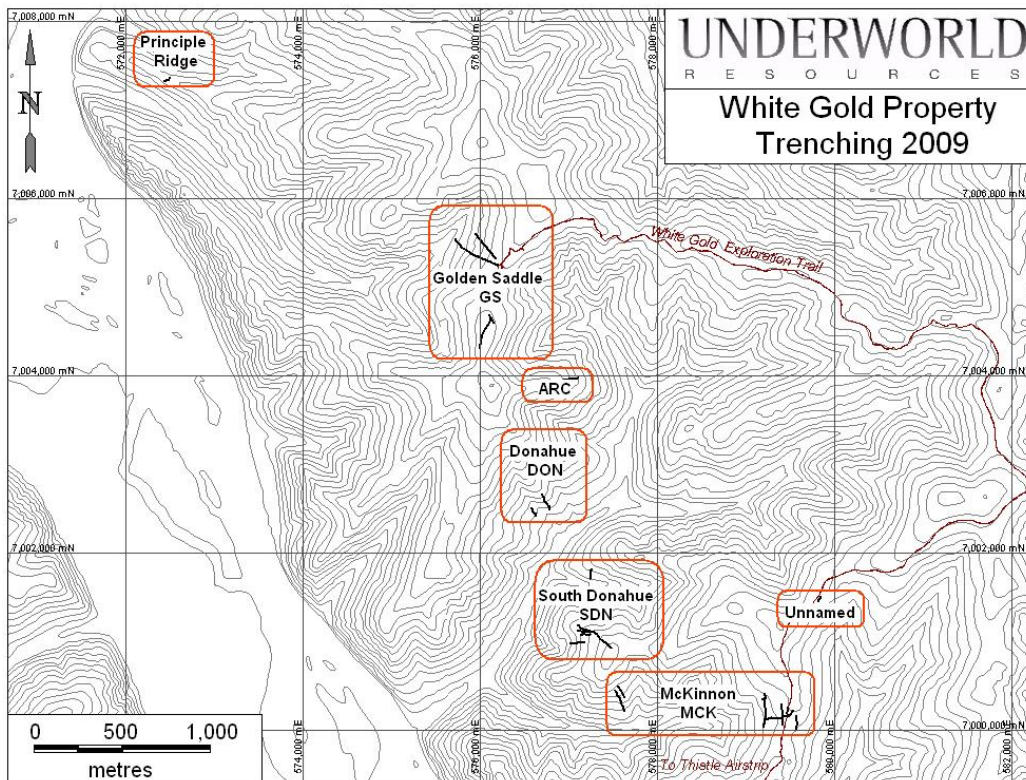 7,008,000 mN
572,000 mE
574,000 mE
576,000 mE
578,000 mE
UNDERWORLD
RESOURCES
White Gold Property
Trenching 2009
Principle
Ridge
N
7,006,000 mN
7,006,000 mN
White Gold Exploration Trail
Golden Saddle
GS
7,004,000 mN
7,004,000 mN
ARC
Donahue
DON
7,002,000 mN
7,002,000 mN
South Donahue
SDN
Unnamed
McKinnon
MCK
7,000,000 mN
574,000 mE
576,000 mE
578,000 mE
580,000 mE
582,000 mE
To Thistle Airstrip
0 500 1,000
metres